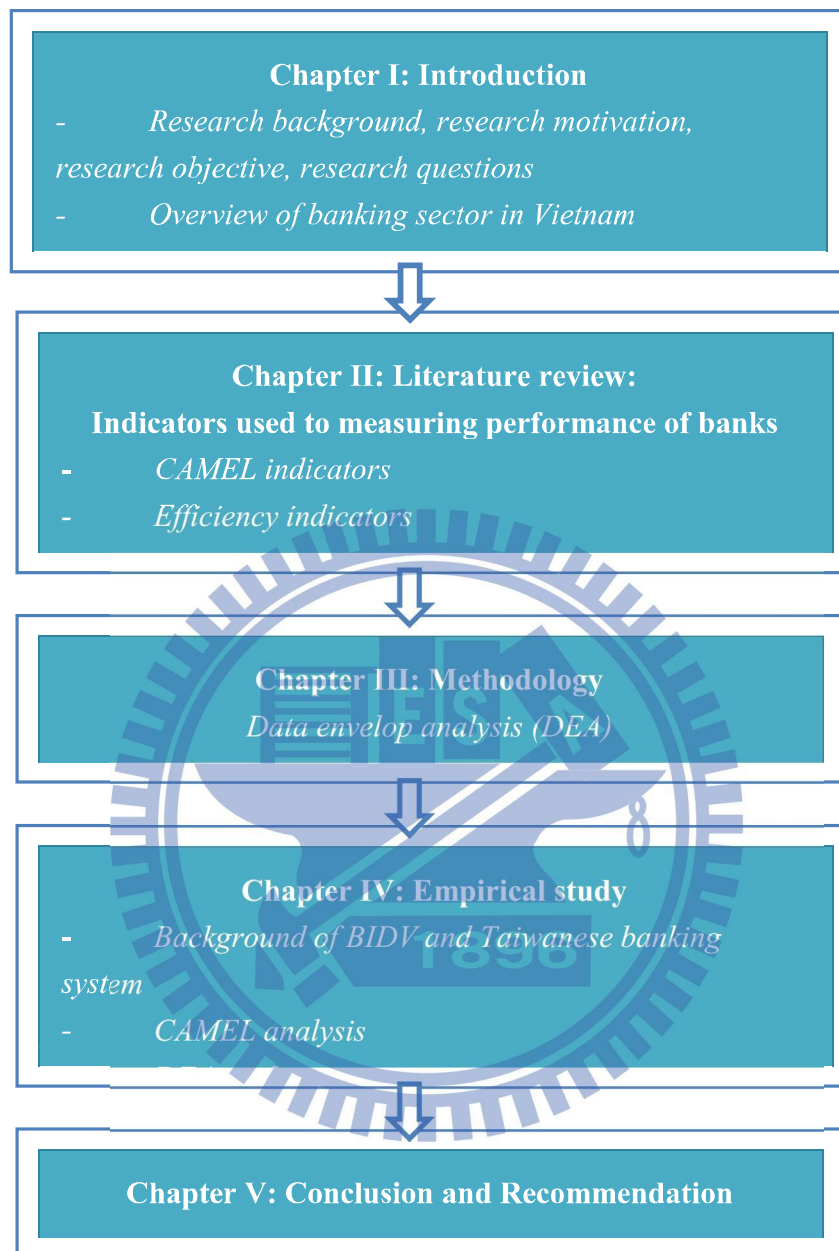 Chapter I: Introduction
- Research background, research motivation,
research objective, research questions
- Overview of banking sector in Vietnam
Chapter II: Literature review:
Indicators used to measuring performance of banks
- CAMEL indicators
- Efficiency indicators
Chapter III: Methodology
Data envelop analysis (DEA)
ES
Chapter IV: Empirical study
- Background of BIDV and Taiwanese banking
system
1896
- CAMEL analysis
Chapter V: Conclusion and Recommendation